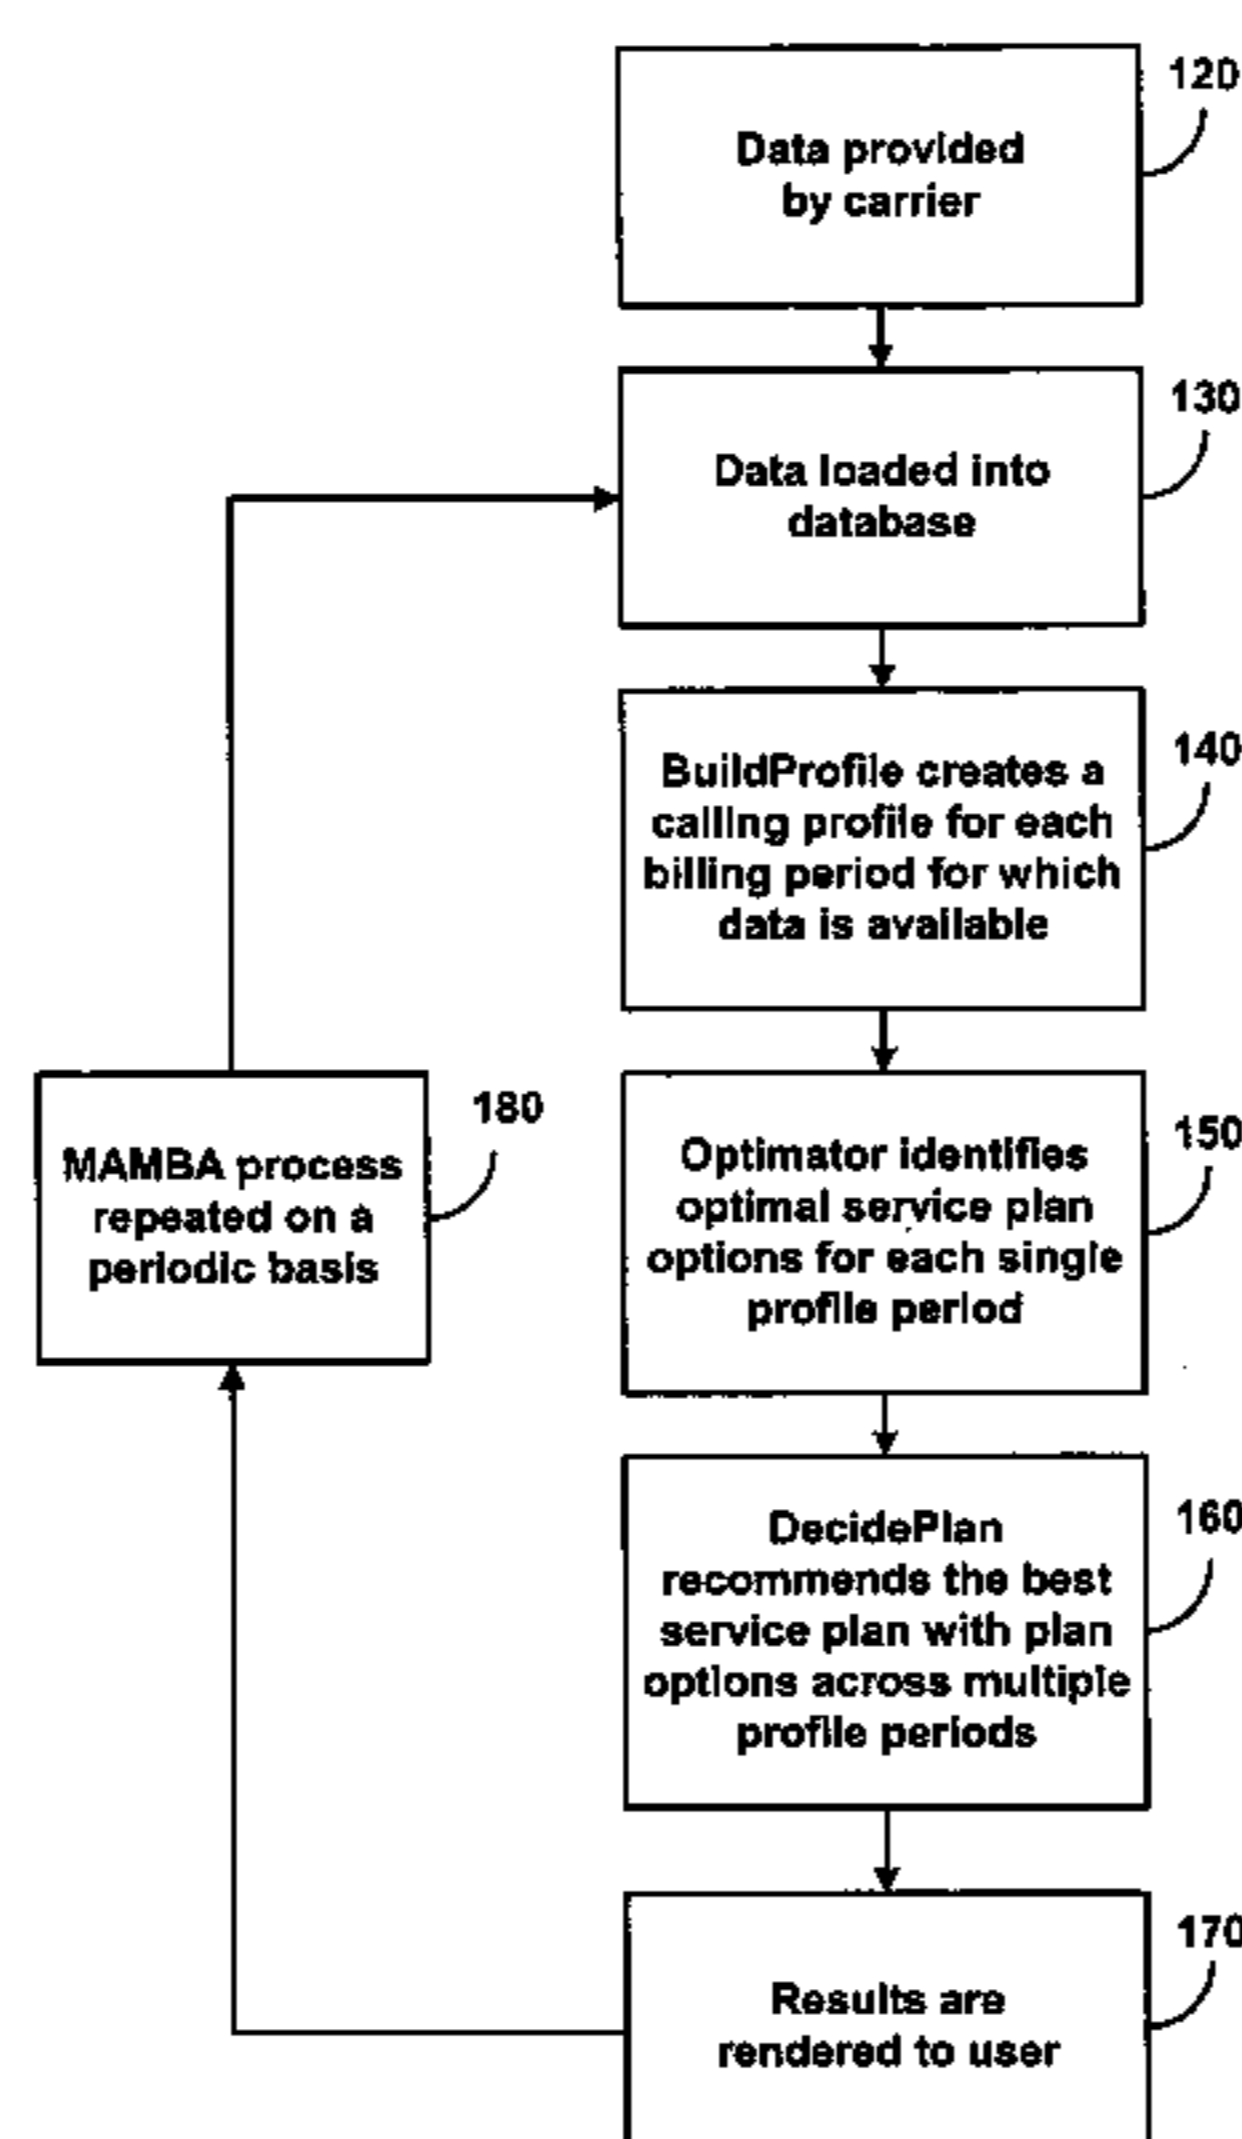 120
Data provided
by carrier
130
Data loaded into
database
140
BuildProfile creates a
calling profile for each
billing period for which
data is available
180
MAMBA process
repeated on a
periodic basis
150
Optimator identifies
optimal service plan
options for each single
profile period
160
DecidePlan
recommends the best
service plan with plan
options across multiple
profile periods
170
Results are
rendered to user